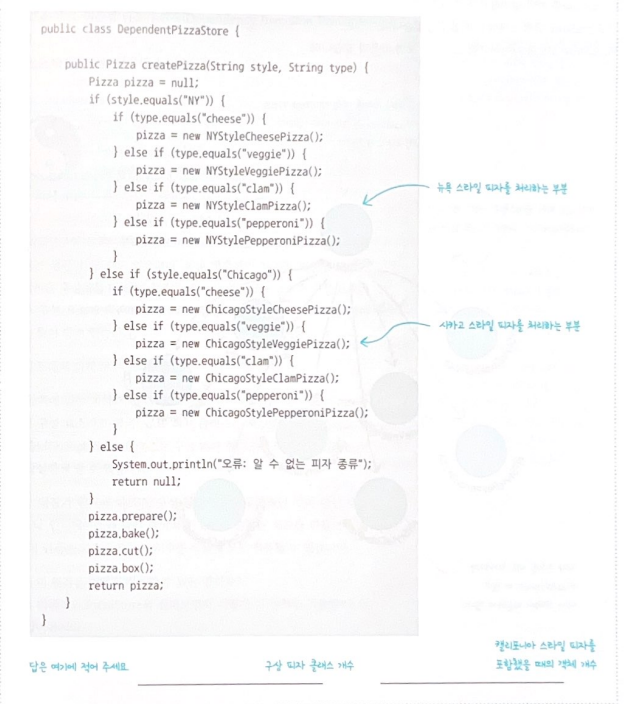 public class DependentPizzaStore {
public Pizza createPizza(String style, String type) {
Pizza pizza = null;
if (style.equals("NY")) {
if (type.equals("cheese")) {
pizza = new NYStyleCheesePizza();
} else if (type.equals("veggie")) {
pizza = new NYStyleVeggiePizza();
} else if (type.equals("clam")) {
pizza = new NYStyleClamPizza();
뉴욕 스타일 피자를 처리하는 부분
} else if (type.equals("pepperoni")) {
pizza = new NYStylePepperoniPizza();
}
} else if (style.equals("Chicago")) {
if (type.equals("cheese")) {
pizza = new ChicagoStyleCheesePizza();
} else if (type.equals("veggie")) {
시카고 스타일 피자를 처리하는 부분
pizza = new ChicagoStyleVeggiePizza();
} else if (type.equals("clam")) {
pizza = new ChicagoStyleClamPizza();
} else if (type.equals("pepperoni")) {
pizza = new ChicagoStylePepperoniPizza();
}
} else {
System.out.println("오류: 알 수 없는 피자 종류");
return null;
}
pizza.prepare();
pizza.bake();
pizza.cut();
pizza.box();
return pizza;
}
}
답은 여기에 적어 주세요
구상 피자 클래스 개수
캘리포니아 스타일 피자를
포함했을 때의 객체 개수